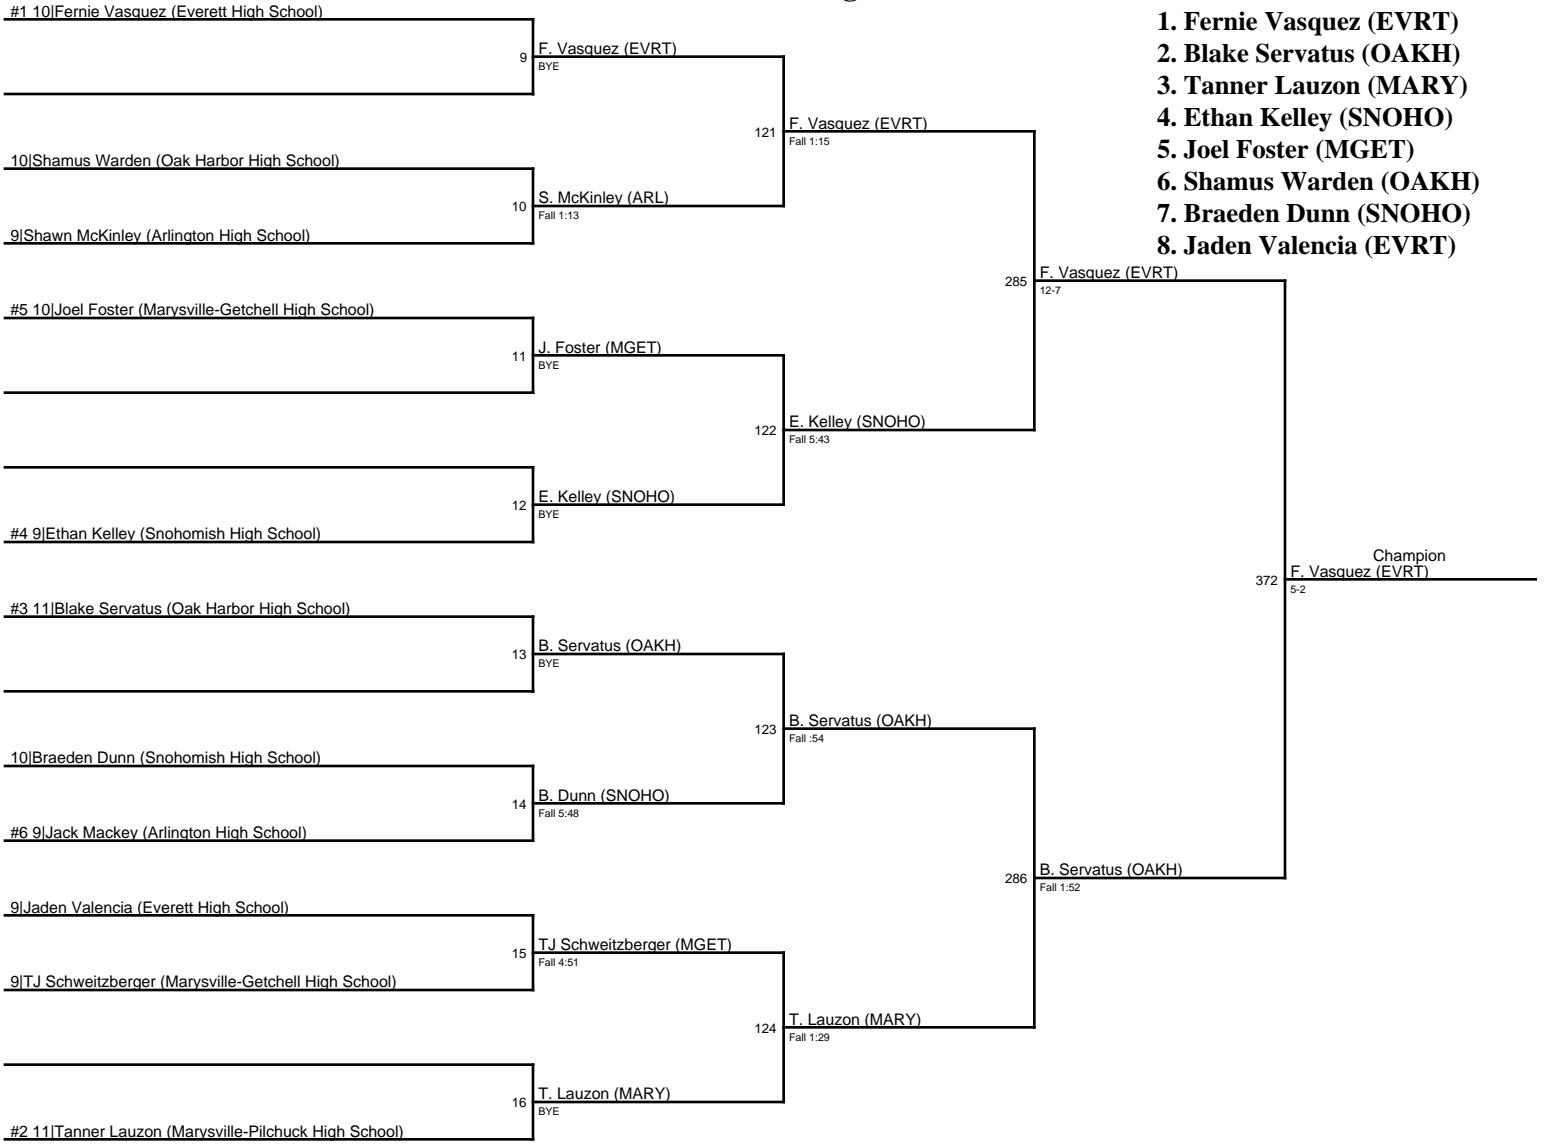 #1 10|Fernie Vasquez (Everett High School)
9
F. Vasquez (EVRT)
BYE
10|Shamus Warden (Oak Harbor High School)
10
S. McKinley (ARL)
Fall 1:13
9|Shawn McKinley (Arlington High School)
121
F. Vasquez (EVRT)
Fall 1:15
#5 10|Joel Foster (Marysville-Getchell High School)
11
J. Foster (MGET)
BYE
122
E. Kelley (SNOHO)
Fall 5:43
12
E. Kelley (SNOHO)
BYE
#4 9|Ethan Kelley (Snohomish High School)
285
F. Vasquez (EVRT)
12-7
1. Fernie Vasquez (EVRT)
2. Blake Servatus (OAKH)
3. Tanner Lauzon (MARY)
4. Ethan Kelley (SNOHO)
5. Joel Foster (MGET)
6. Shamus Warden (OAKH)
7. Braeden Dunn (SNOHO)
8. Jaden Valencia (EVRT)
Champion
372
F. Vasquez (EVRT)
5-2
#3 11|Blake Servatus (Oak Harbor High School)
13
B. Servatus (OAKH)
BYE
123
B. Servatus (OAKH)
Fall :54
10|Braeden Dunn (Snohomish High School)
14
B. Dunn (SNOHO)
Fall 5:48
#6 9|Jack Mackey (Arlington High School)
286
B. Servatus (OAKH)
Fall 1:52
9|Jaden Valencia (Everett High School)
15
TJ Schweitzberger (MGET)
Fall 4:51
9|TJ Schweitzberger (Marysville-Getchell High School)
124
T. Lauzon (MARY)
Fall 1:29
16
T. Lauzon (MARY)
BYE
#2 11|Tanner Lauzon (Marysville-Pilchuck High School)